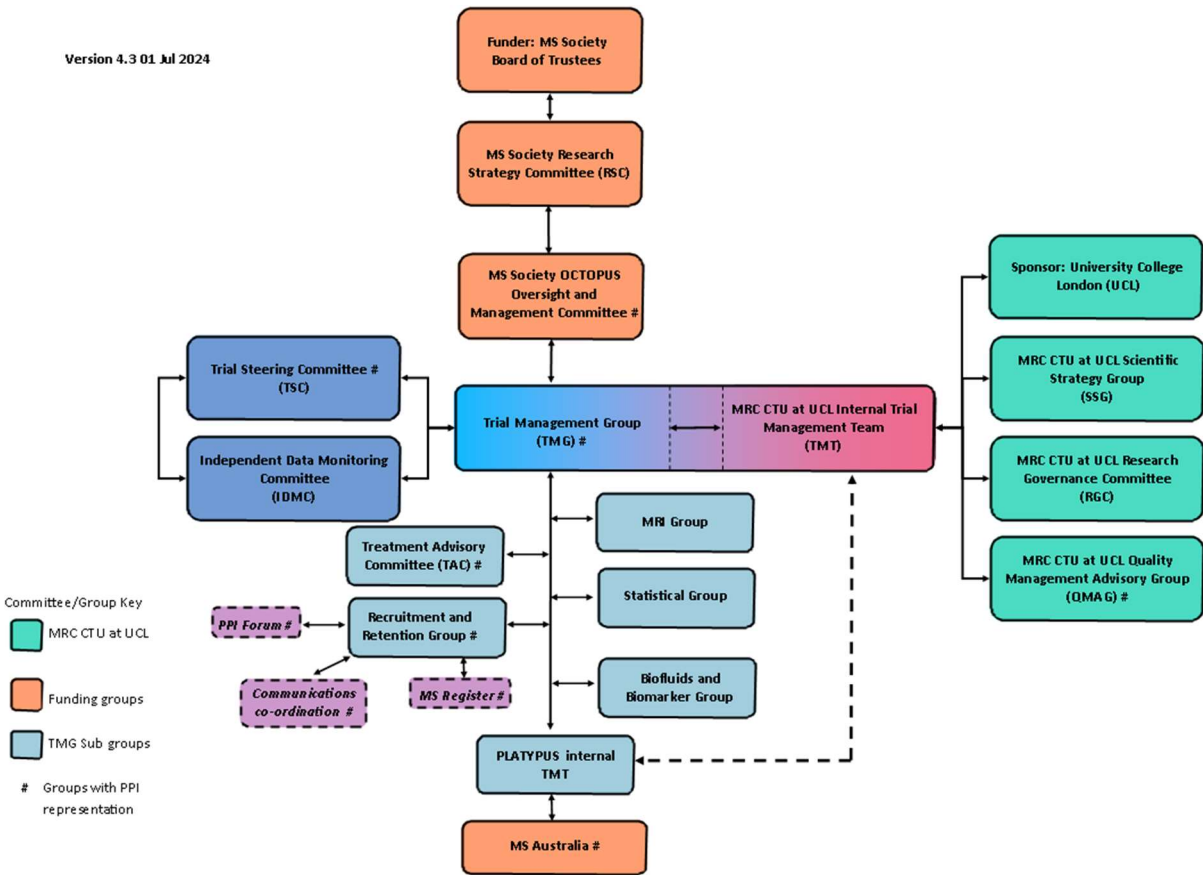 Version 4.3 01 Jul 2024
Funder: MS Society
Board of Trustees
MS Society Research
Strategy Committee (RSC)
MS Society OCTOPUS
Oversight and
Management Committee #
Sponsor: University College
London (UCL)
Trial Steering Committee #
(TSC)
MRC CTU at UCL Scientific
Strategy Group
(SSG)
Trial Management Group
(TMG) #
MRC CTU at UCL Internal Trial
Management Team
(TMT)
Independent Data Monitoring
Committee
(IDMC)
MRC CTU at UCL Research
Governance Committee
(RGC)
MRI Group
Treatment Advisory
Committee (TAC) #
MRC CTU at UCL Quality
Management Advisory Group
(QMAG) #
Statistical Group
Committee/Group Key
MRC CTU at UCL
Funding groups
TMG Sub groups
# Groups with PPI
representation
PPI Forum #
Recruitment and
Retention Group #
Communications
co-ordination #
MS Register #
Biofluids and
Biomarker Group
PLATYPUS internal
TMT
MS Australia #